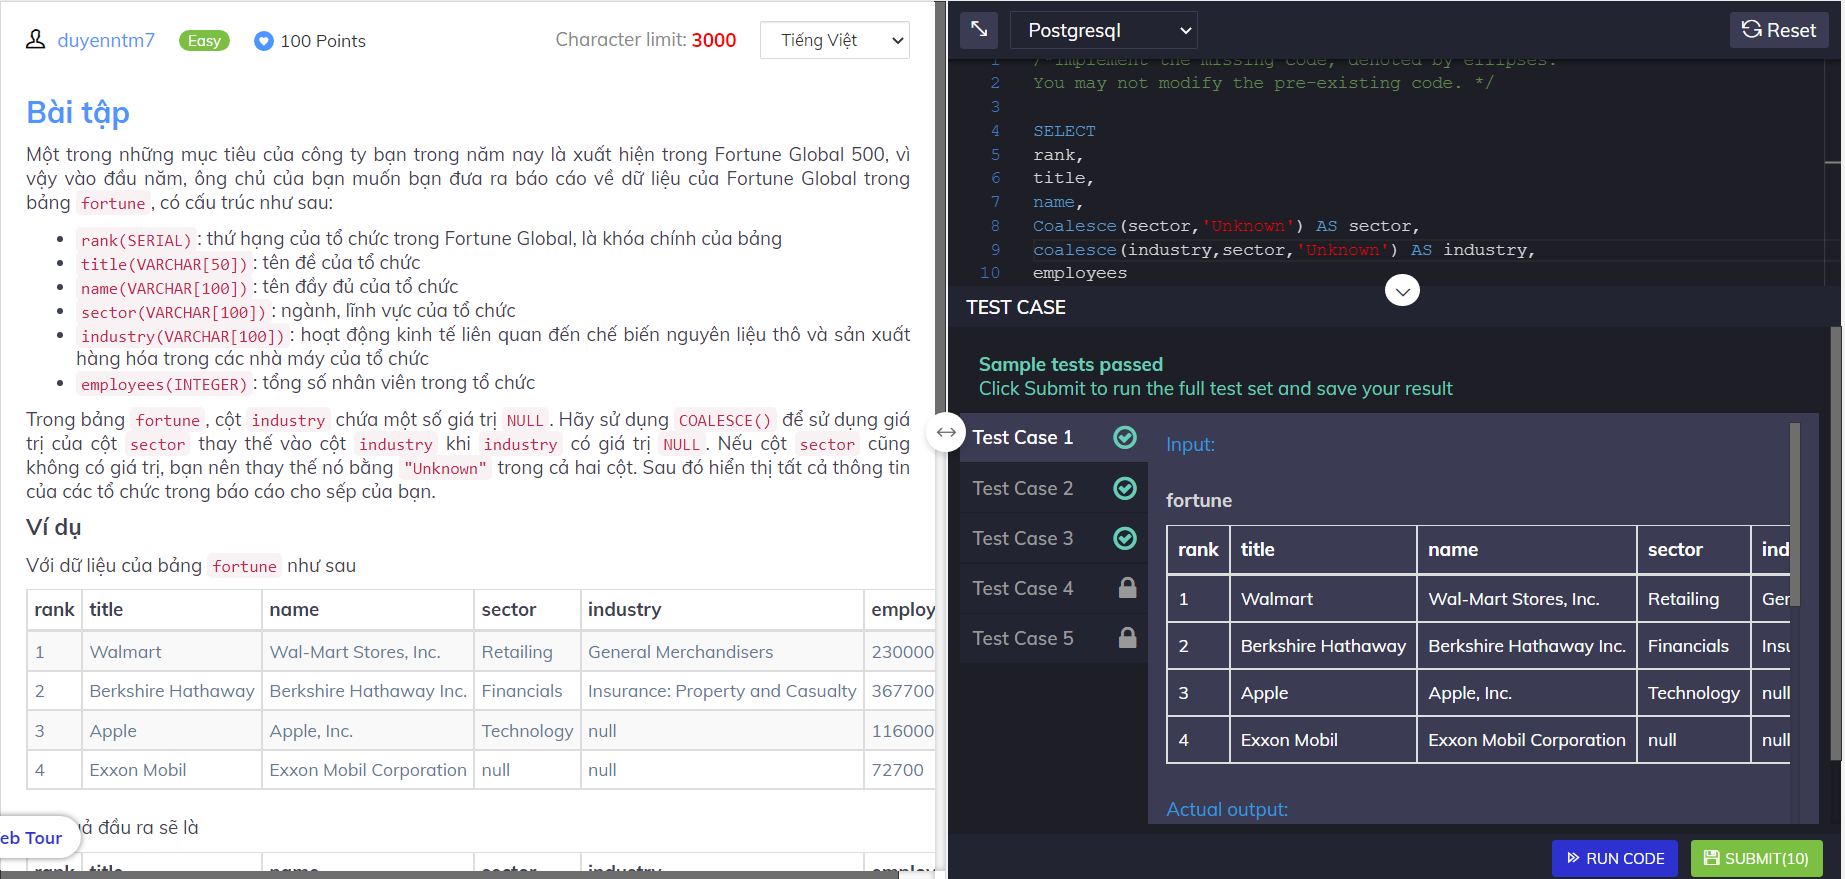 duyenntm7 Easy 100 Points Character limit: 3000 Tiếng Việt
Bài tập
Một trong những mục tiêu của công ty bạn trong năm nay là xuất hiện trong Fortune Global 500, vì
vậy vào đầu năm, ông chủ của bạn muốn bạn đưa ra báo cáo về dữ liệu của Fortune Global trong
bảng fortune , có cấu trúc như sau:
rank(SERIAL) : thứ hạng của tổ chức trong Fortune Global, là khóa chính của bảng
title(VARCHAR[50]) : tên đề của tổ chức
name(VARCHAR[100]) : tên đầy đủ của tổ chức
sector(VARCHAR[100]) : ngành, lĩnh vực của tổ chức
industry(VARCHAR[100]) : hoạt động kinh tế liên quan đến chế biến nguyên liệu thô và sản xuất
hàng hóa trong các nhà máy của tổ chức
employees(INTEGER) : tổng số nhân viên trong tổ chức
Trong bảng fortune , cột industry chứa một số giá trị NULL . Hãy sử dụng COALESCE() để sử dụng giá
trị của cột sector thay thế vào cột industry khi industry có giá trị NULL . Nếu cột sector cũng
không có giá trị, bạn nên thay thế nó bằng "Unknown" trong cả hai cột. Sau đó hiển thị tất cả thông tin
của các tổ chức trong báo cáo cho sếp của bạn.
Ví dụ
Với dữ liệu của bảng fortune như sau
rank title name sector industry employ
1 Walmart Wal-Mart Stores, Inc. Retailing General Merchandisers 230000
2 Berkshire Hathaway Berkshire Hathaway Inc. Financials Insurance: Property and Casualty 367700
3 Apple Apple, Inc. Technology null 116000
4 Exxon Mobil Exxon Mobil Corporation null null 72700
ả đầu ra sẽ là
eb Tour
rank title name sector industry employ
Postgresql Reset
1 /*Implement the missing code, denoted by ellipses.
2 You may not modify the pre-existing code. */
3
4 SELECT
5 rank,
6 title,
7 name,
8 Coalesce(sector,'Unknown') AS sector,
9 coalesce(industry,sector,'Unknown') AS industry,
10 employees
TEST CASE
Sample tests passed
Click Submit to run the full test set and save your result
Test Case 1
Test Case 2
Test Case 3
Test Case 4
Test Case 5
Input:
fortune
rank title name sector ind
1 Walmart Wal-Mart Stores, Inc. Retailing Ger
2 Berkshire Hathaway Berkshire Hathaway Inc. Financials Insu
3 Apple Apple, Inc. Technology null
4 Exxon Mobil Exxon Mobil Corporation null null
Actual output:
RUN CODE SUBMIT(10)